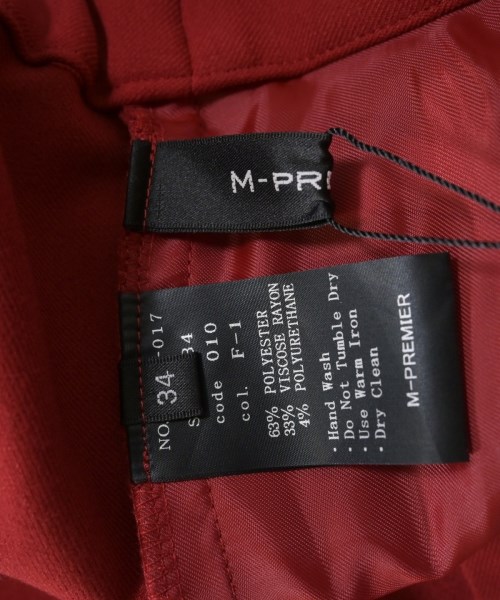 M-PRE
NO. 017
34
34
code 010
col. F-1
63% POLYESTER
33% VISCOSE RAYON
4% POLYURETHANE
· Hand Wash
· Do Not Tumble Dry
· Use Warm Iron
· Dry Clean
M-PREMIER